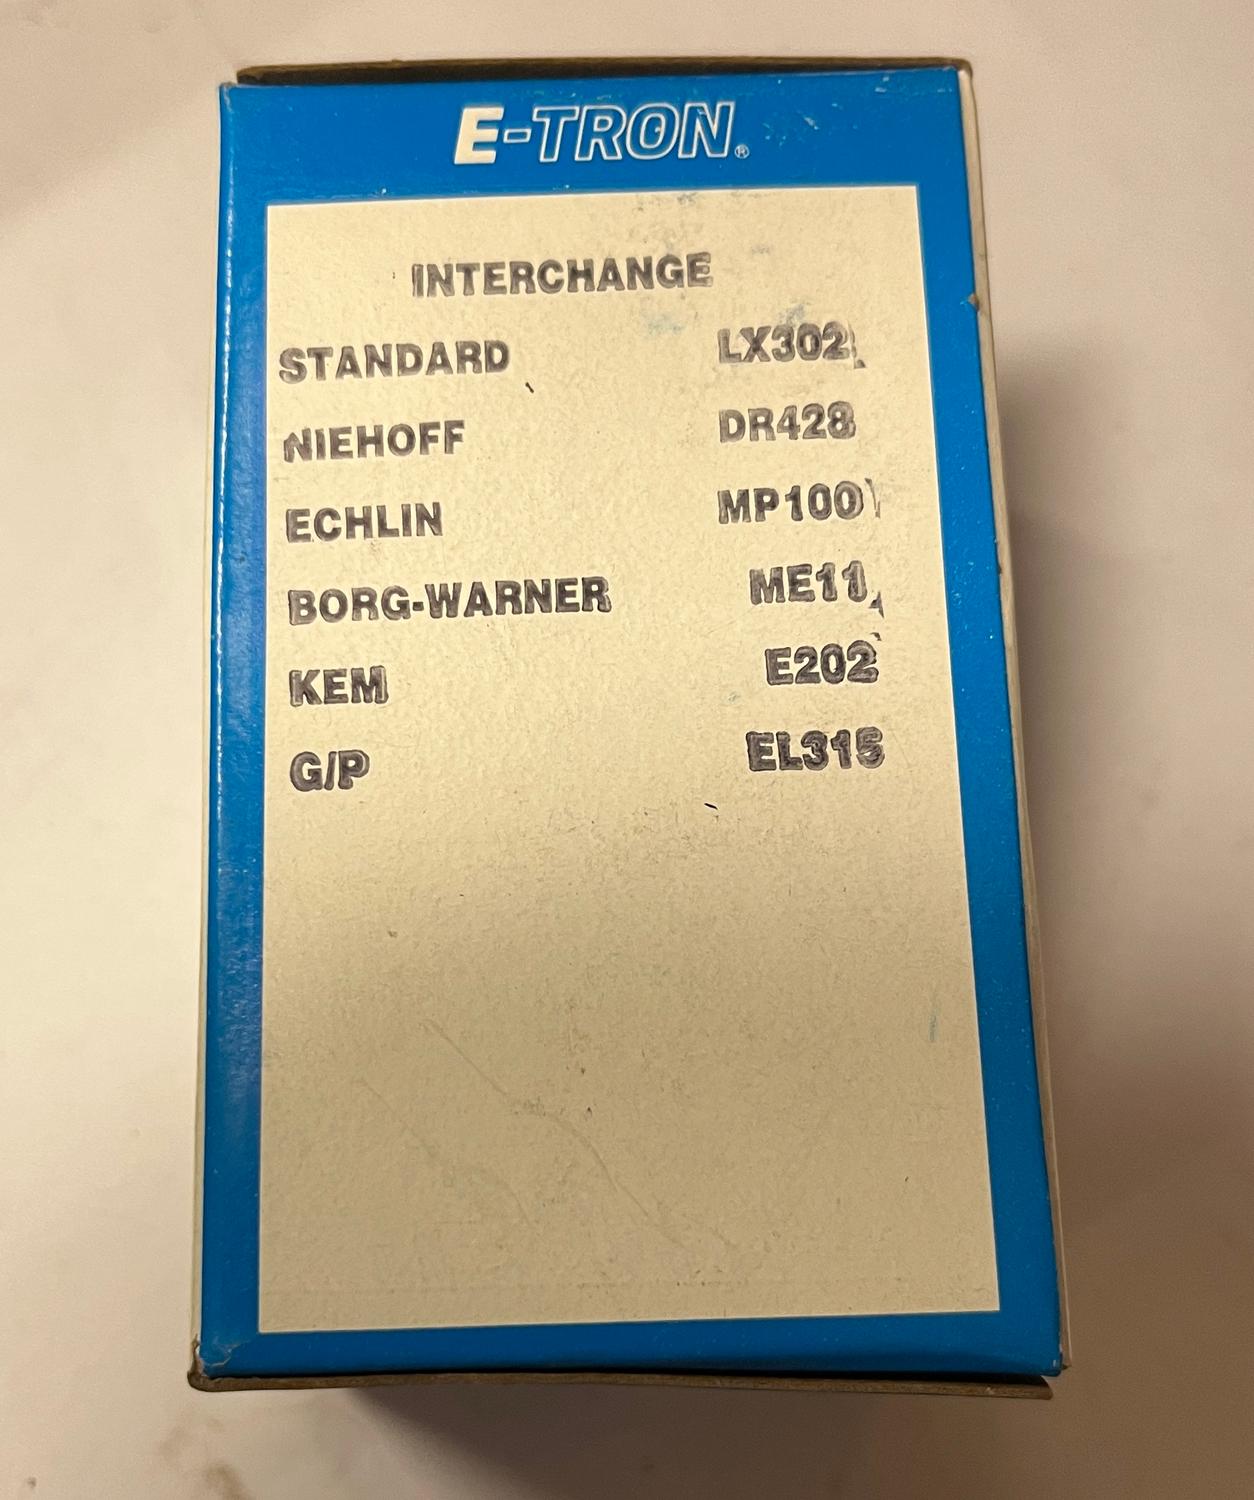 E-TRON®
INTERCHANGE
STANDARD LX302
NIEHOFF DR428
ECHLIN MP100
BORG-WARNER ME11
KEM E202
G/P EL315